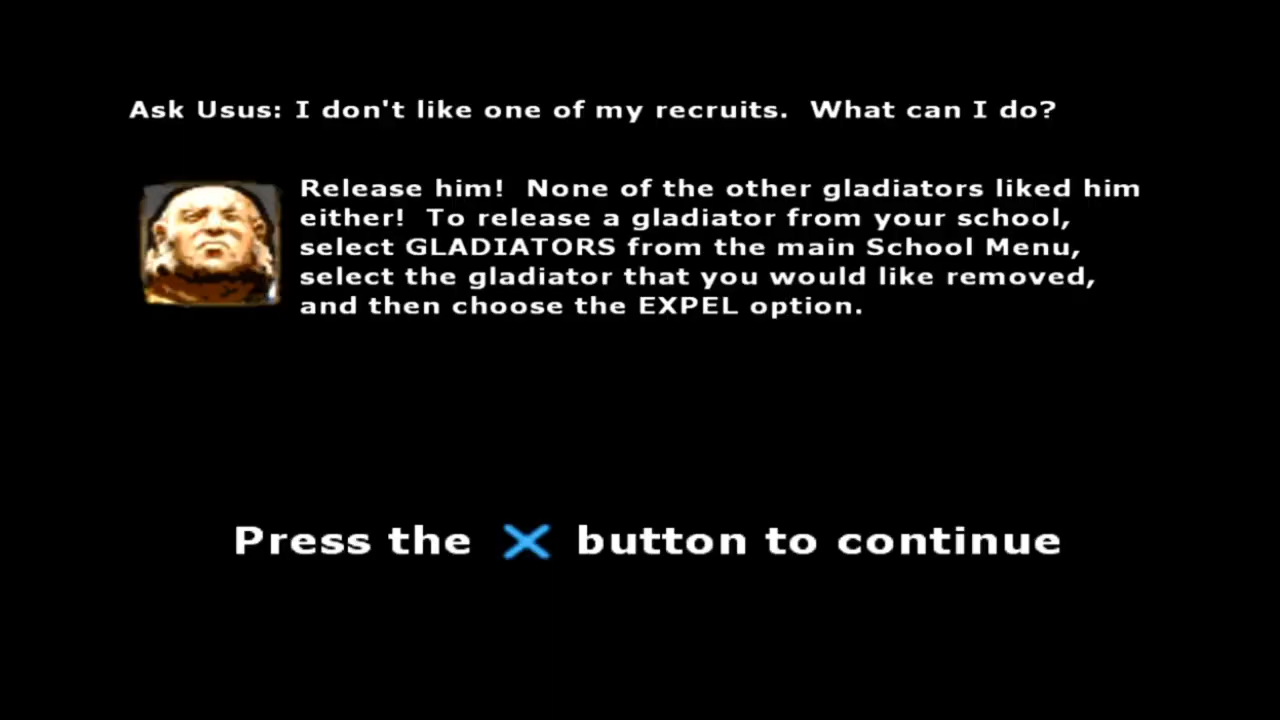 Ask Usus: I don't like one of my recruits.  What can I do?
Release him!  None of the other gladiators liked him
either!  To release a gladiator from your school,
select GLADIATORS from the main School Menu,
select the gladiator that you would like removed,
and then choose the EXPEL option.
Press the X button to continue